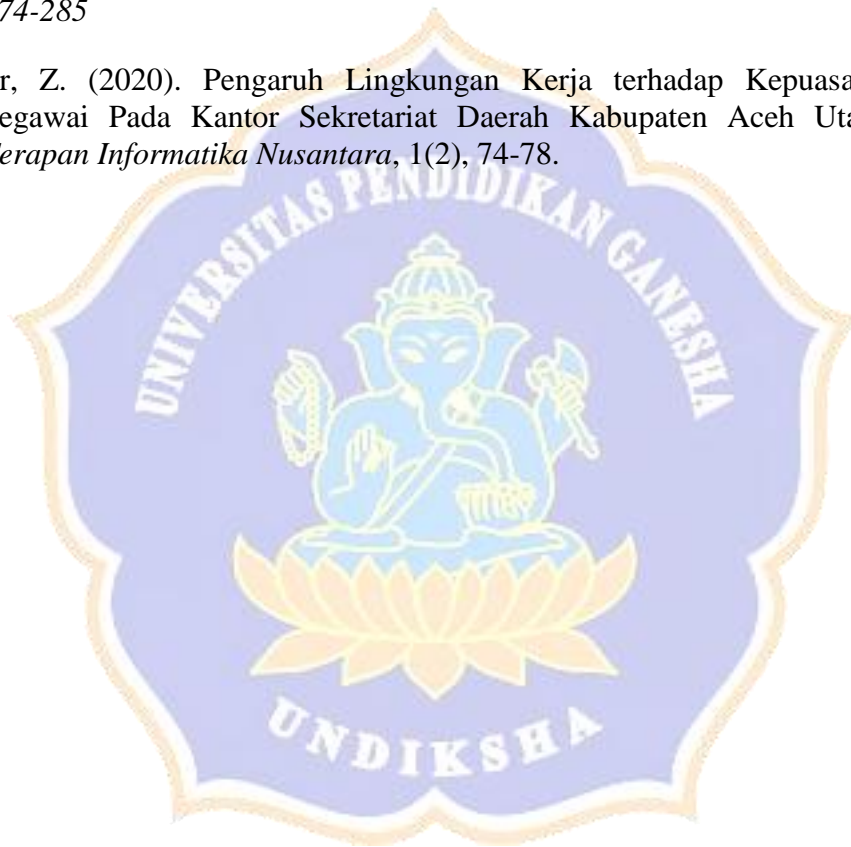 74-285
r, Z. (2020). Pengaruh Lingkungan Kerja terhadap Kepuasa
egawai Pada Kantor Sekretariat Daerah Kabupaten Aceh Uta
erapan Informatika Nusantara, 1(2), 74-78.
UNIVERSITAS PENDIDIKAN GANESHA
UNDIKSHA